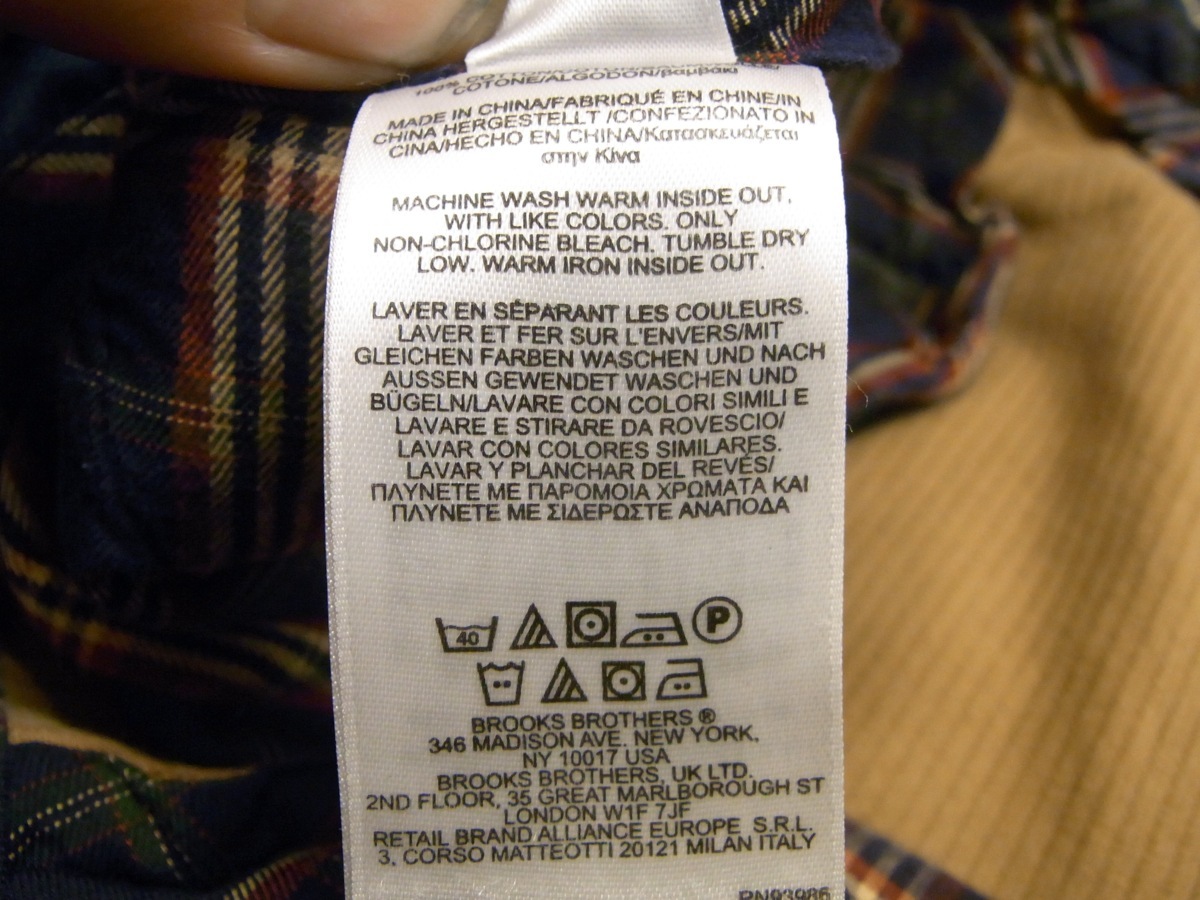 COTONE/ALGODON/βαμβάκι
MADE IN CHINA/FABRIQUÉ EN CHINE/IN
CHINA HERGESTELLT /CONFEZIONATO IN
CINA/HECHO EN CHINA/Κατασκευάζεται
στην Κίνα
MACHINE WASH WARM INSIDE OUT.
WITH LIKE COLORS. ONLY
NON-CHLORINE BLEACH. TUMBLE DRY
LOW. WARM IRON INSIDE OUT.
LAVER EN SÉPARANT LES COULEURS.
LAVER ET FER SUR L'ENVERS/MIT
GLEICHEN FARBEN WASCHEN UND NACH
AUSSEN GEWENDET WASCHEN UND
BÜGELN/LAVARE CON COLORI SIMILI E
LAVARE E STIRARE DA ROVESCIO/
LAVAR CON COLORES SIMILARES.
LAVAR Y PLANCHAR DEL REVÉS/
ΠΛΥΝΕΤΕ ΜΕ ΠΑΡΟΜΟΙΑ ΧΡΩΜΑΤΑ ΚΑΙ
ΠΛΥΝΕΤΕ ΜΕ ΣΙΔΕΡΩΣΤΕ ΑΝΑΠΟΔΑ
40 P
BROOKS BROTHERS ®
346 MADISON AVE. NEW YORK.
NY 10017 USA
BROOKS BROTHERS, UK LTD.
2ND FLOOR, 35 GREAT MARLBOROUGH ST
LONDON W1F 7JF
RETAIL BRAND ALLIANCE EUROPE S.R.L.
3, CORSO MATTEOTTI 20121 MILAN ITALY
RN93986